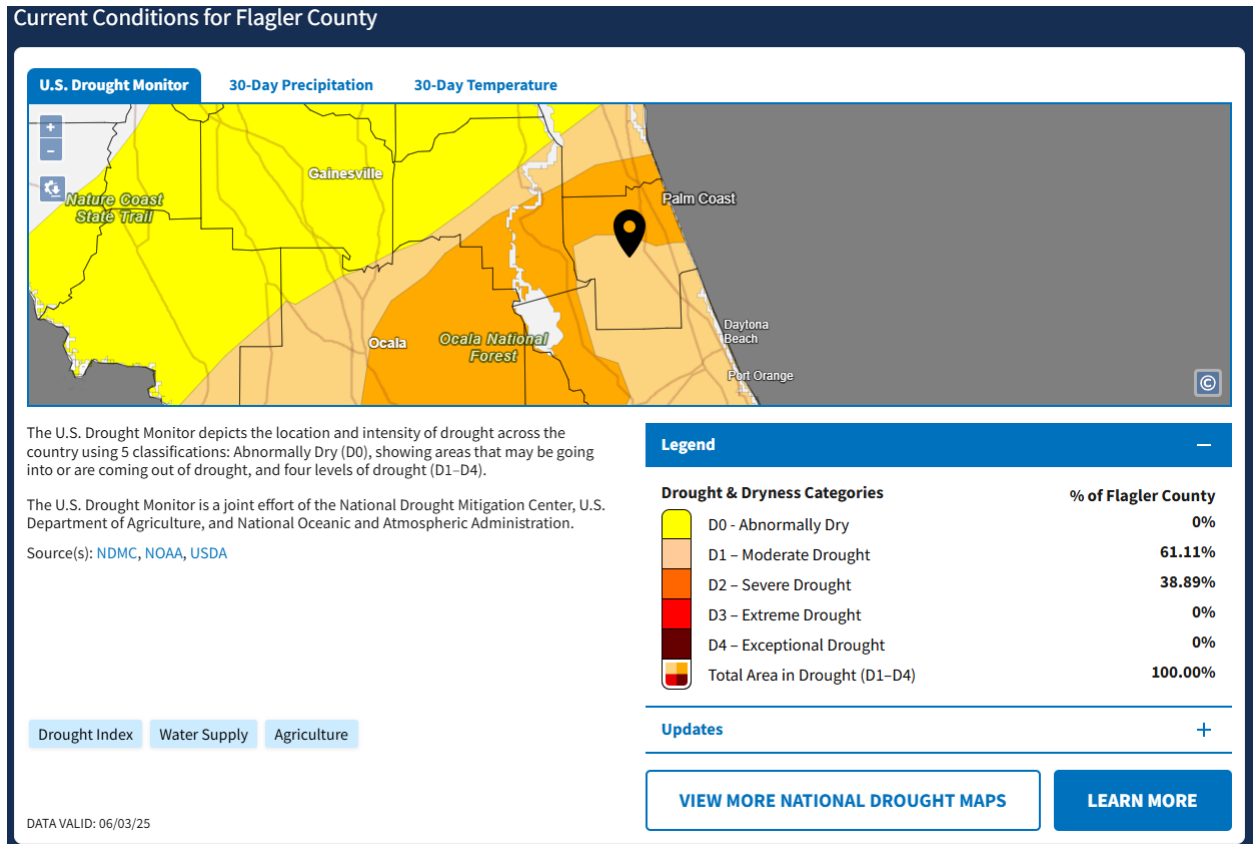 Current Conditions for Flagler County
U.S. Drought Monitor
30-Day Precipitation
30-Day Temperature
+
−
Gainesville
Nature Coast
State Trail
Palm Coast
Ocala
Ocala National
Forest
Daytona
Beach
Port Orange
©
The U.S. Drought Monitor depicts the location and intensity of drought across the
country using 5 classifications: Abnormally Dry (D0), showing areas that may be going
into or are coming out of drought, and four levels of drought (D1–D4).
The U.S. Drought Monitor is a joint effort of the National Drought Mitigation Center, U.S.
Department of Agriculture, and National Oceanic and Atmospheric Administration.
Source(s): NDMC, NOAA, USDA
Drought Index
Water Supply
Agriculture
DATA VALID: 06/03/25
Legend −
Drought & Dryness Categories % of Flagler County
D0 - Abnormally Dry 0%
D1 – Moderate Drought 61.11%
D2 – Severe Drought 38.89%
D3 – Extreme Drought 0%
D4 – Exceptional Drought 0%
Total Area in Drought (D1–D4) 100.00%
Updates +
VIEW MORE NATIONAL DROUGHT MAPS
LEARN MORE